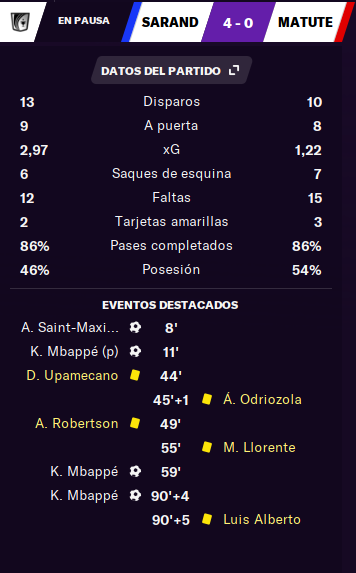 EN PAUSA SARAND 4 - 0 MATUTE
DATOS DEL PARTIDO
13 Disparos 10
9 A puerta 8
2,97 xG 1,22
6 Saques de esquina 7
12 Faltas 15
2 Tarjetas amarillas 3
86% Pases completados 86%
46% Posesión 54%
EVENTOS DESTACADOS
A. Saint-Maxi... 8'
K. Mbappé (p) 11'
D. Upamecano 44'
45'+1 Á. Odriozola
A. Robertson 49'
55' M. Llorente
K. Mbappé 59'
K. Mbappé 90'+4
90'+5 Luis Alberto